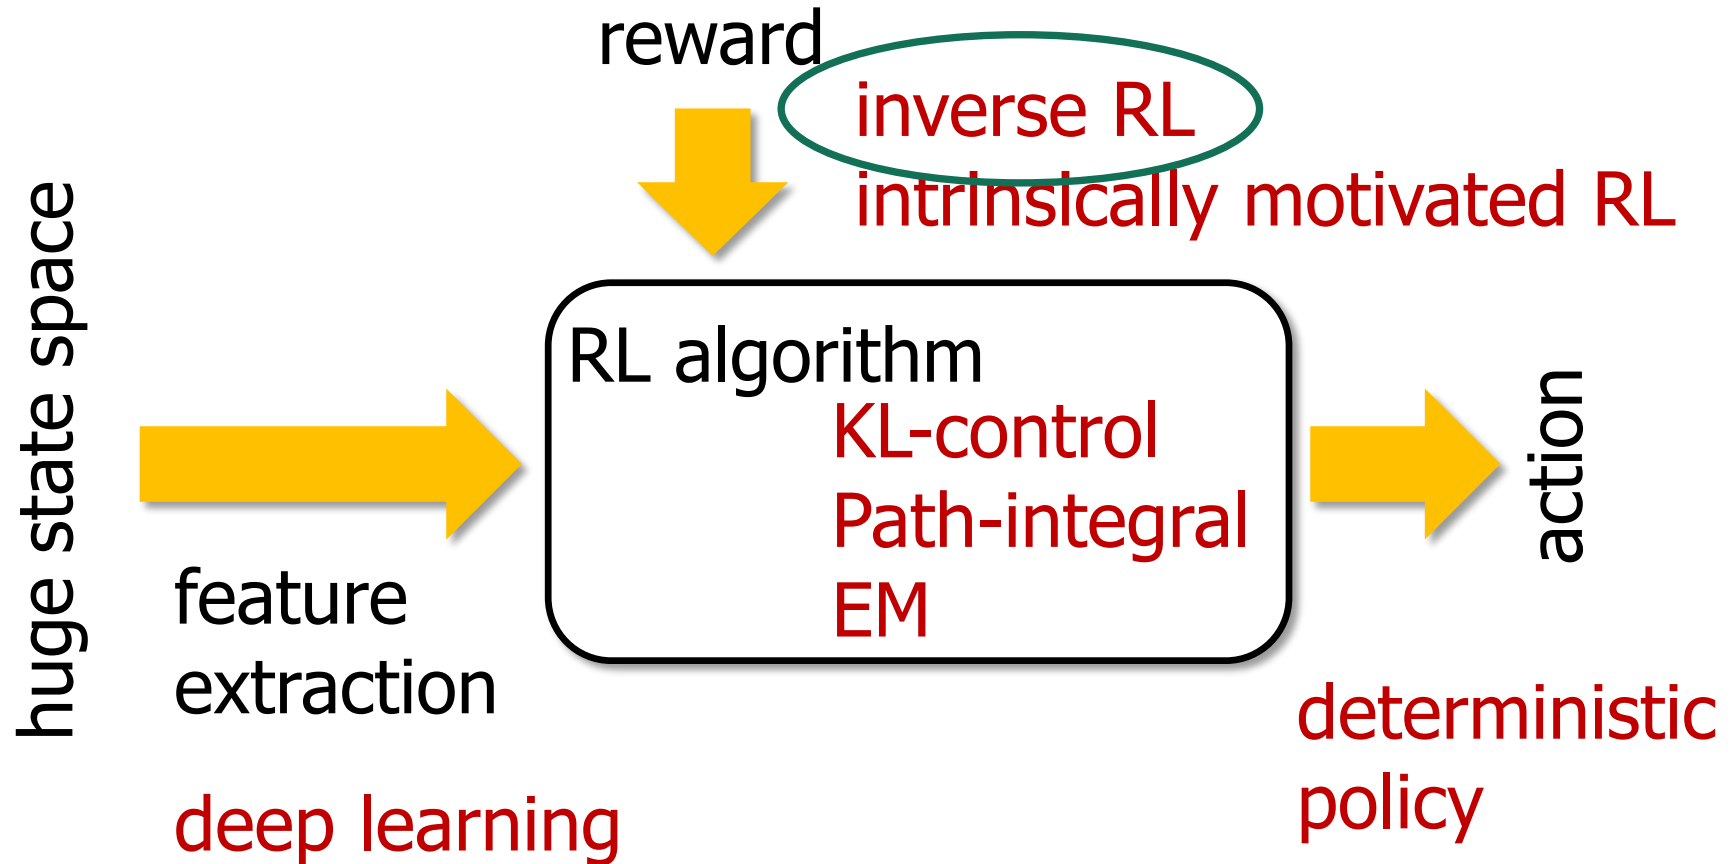 reward
inverse RL
intrinsically motivated RL
huge state space
RL algorithm
KL-control
Path-integral
EM
action
feature
extraction
deep learning
deterministic
policy